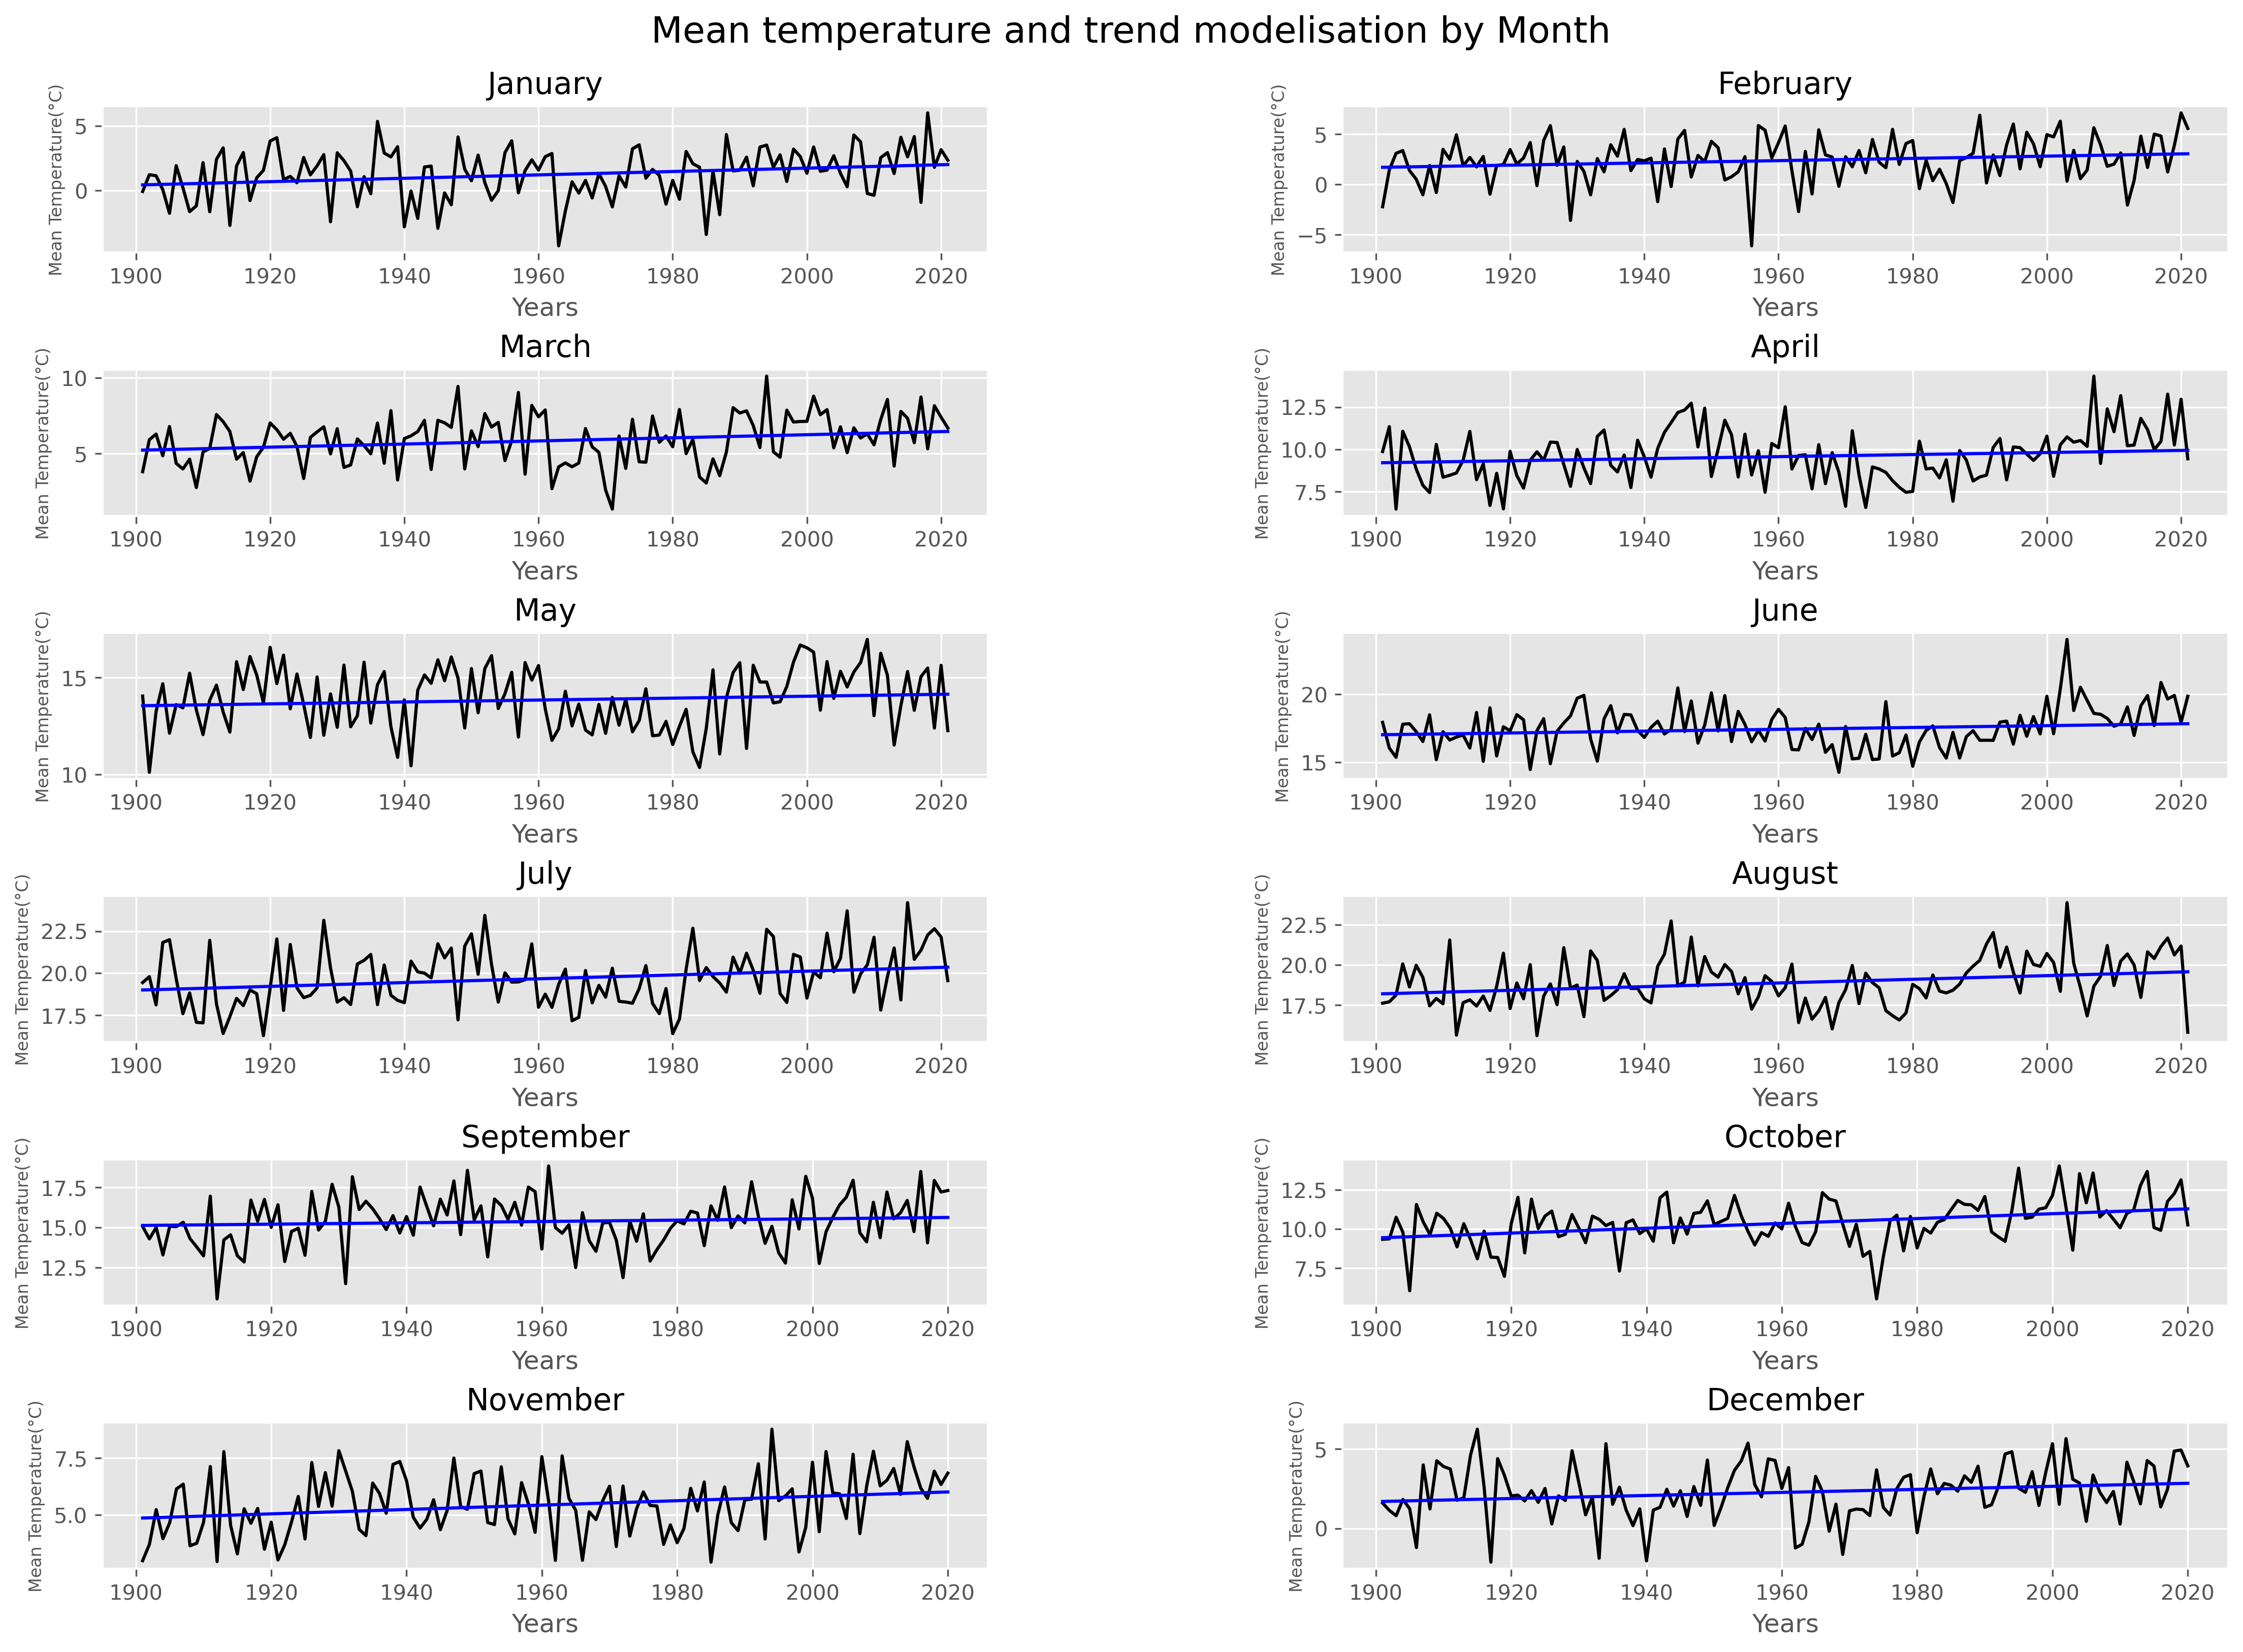 Mean temperature and trend modelisation by Month
January
Mean Temperature(°C)
5
0
1900 1920 1940 1960 1980 2000 2020
Years
February
Mean Temperature(°C)
5
0
−5
1900 1920 1940 1960 1980 2000 2020
Years
March
Mean Temperature(°C)
10
5
1900 1920 1940 1960 1980 2000 2020
Years
April
Mean Temperature(°C)
12.5
10.0
7.5
1900 1920 1940 1960 1980 2000 2020
Years
May
Mean Temperature(°C)
15
10
1900 1920 1940 1960 1980 2000 2020
Years
June
Mean Temperature(°C)
20
15
1900 1920 1940 1960 1980 2000 2020
Years
July
Mean Temperature(°C)
22.5
20.0
17.5
1900 1920 1940 1960 1980 2000 2020
Years
August
Mean Temperature(°C)
22.5
20.0
17.5
1900 1920 1940 1960 1980 2000 2020
Years
September
Mean Temperature(°C)
17.5
15.0
12.5
1900 1920 1940 1960 1980 2000 2020
Years
October
Mean Temperature(°C)
12.5
10.0
7.5
1900 1920 1940 1960 1980 2000 2020
Years
November
Mean Temperature(°C)
7.5
5.0
1900 1920 1940 1960 1980 2000 2020
Years
December
Mean Temperature(°C)
5
0
1900 1920 1940 1960 1980 2000 2020
Years